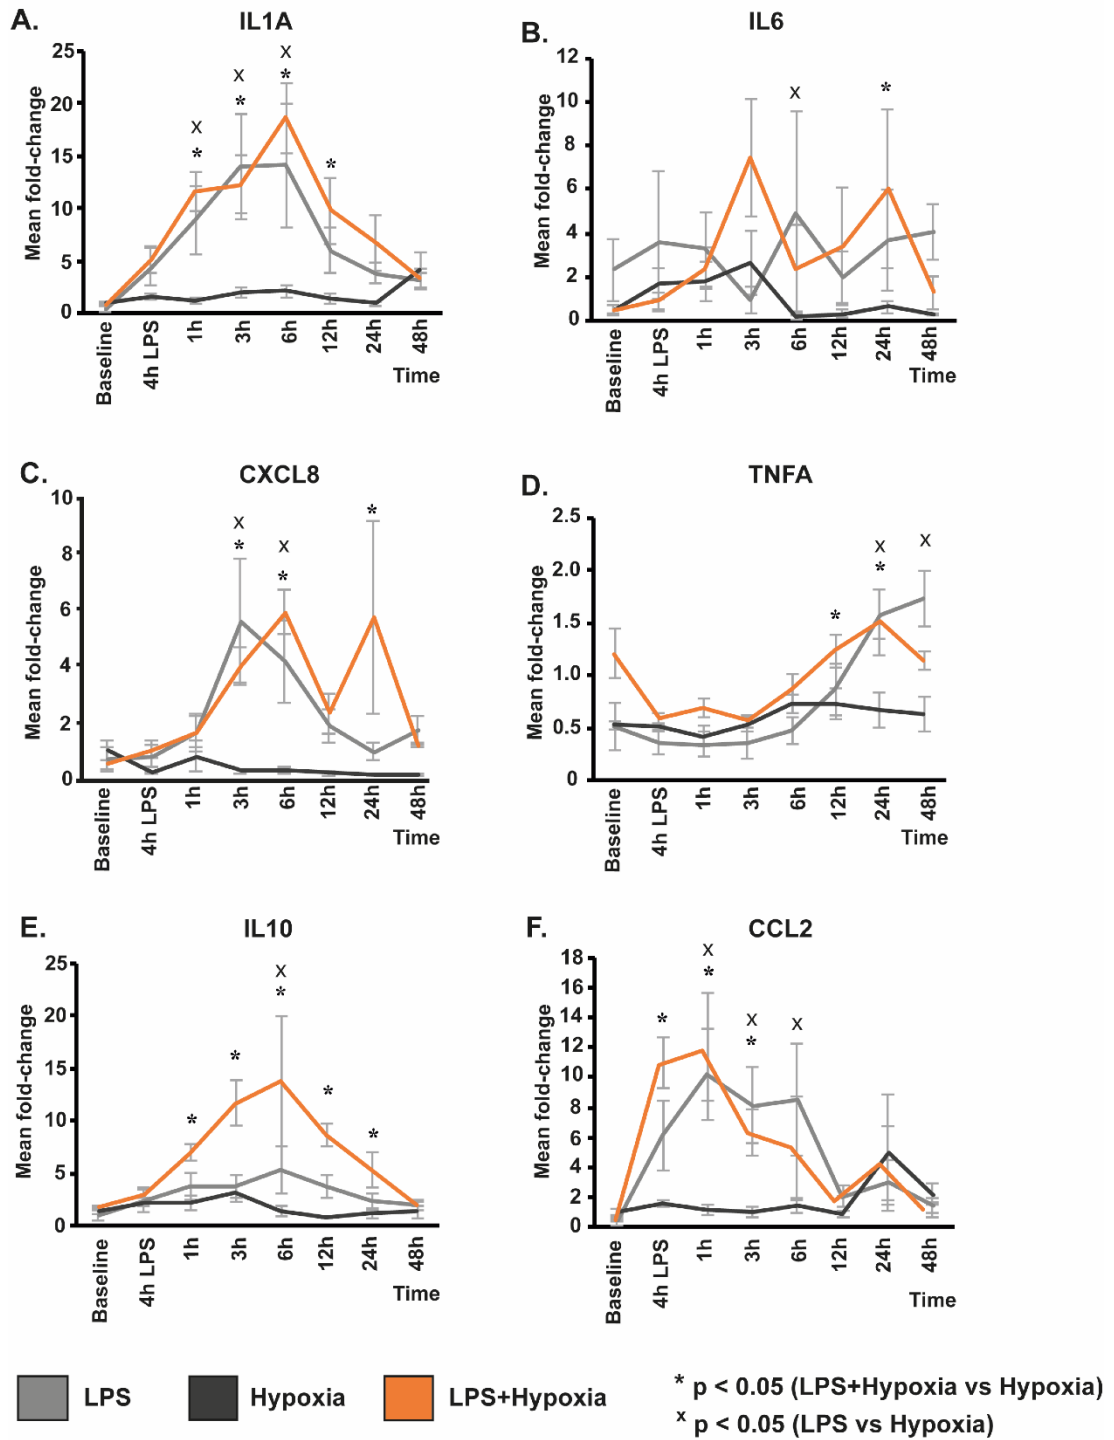 A.
IL1A
Mean fold-change
25
20
15
10
5
0
x
*
x
*
x
*
*
Baseline
4h LPS
1h
3h
6h
12h
24h
48h
Time
B.
IL6
Mean fold-change
12
10
8
6
4
2
0
x
*
Baseline
4h LPS
1h
3h
6h
12h
24h
48h
Time
C.
CXCL8
Mean fold-change
10
8
6
4
2
0
x
*
x
*
*
Baseline
4h LPS
1h
3h
6h
12h
24h
48h
Time
D.
TNFA
Mean fold-change
2.5
2.0
1.5
1.0
0.5
0
*
x
*
x
Baseline
4h LPS
1h
3h
6h
12h
24h
48h
Time
E.
IL10
Mean fold-change
25
20
15
10
5
0
*
*
x
*
*
*
Baseline
4h LPS
1h
3h
6h
12h
24h
48h
Time
F.
CCL2
Mean fold-change
18
16
14
12
10
8
6
4
2
0
*
x
*
x
*
x
Baseline
4h LPS
1h
3h
6h
12h
24h
48h
Time
LPS
Hypoxia
LPS+Hypoxia
* p < 0.05 (LPS+Hypoxia vs Hypoxia)
x p < 0.05 (LPS vs Hypoxia)